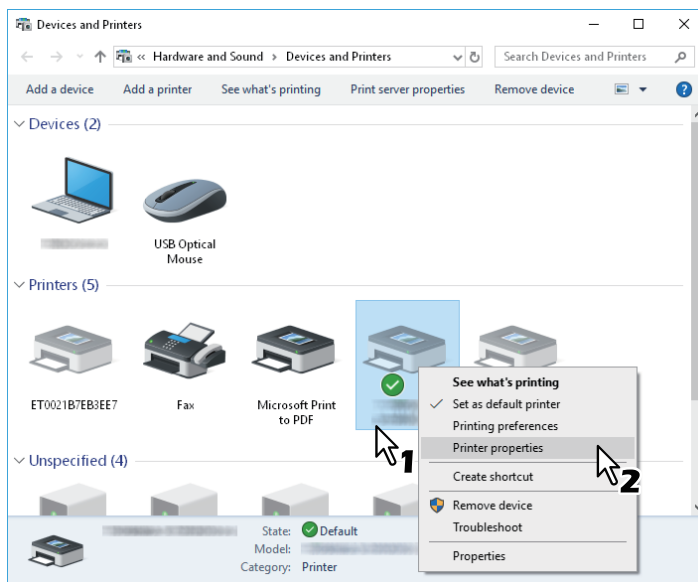 Devices and Printers
« Hardware and Sound > Devices and Printers
Search Devices and Printers
Add a device Add a printer See what's printing Print server properties Remove device
Devices (2)
USB Optical
Mouse
Printers (5)
ET0021B7EB3EE7
Fax
Microsoft Print
to PDF
See what's printing
Set as default printer
Printing preferences
Printer properties
Create shortcut
Remove device
Troubleshoot
Properties
1
2
Unspecified (4)
State: Default
Model:
Category: Printer